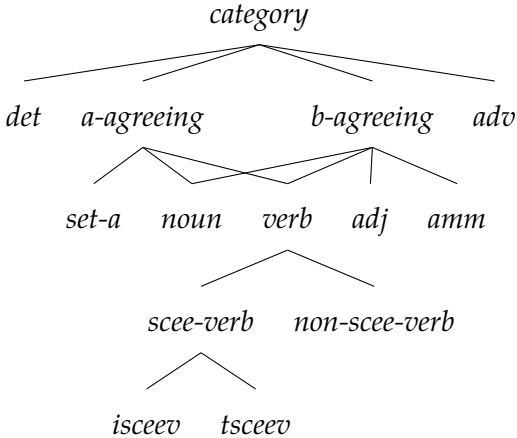 category
det a-agreeing b-agreeing adv
set-a noun verb adj amm
scee-verb non-scee-verb
isceev tsceev